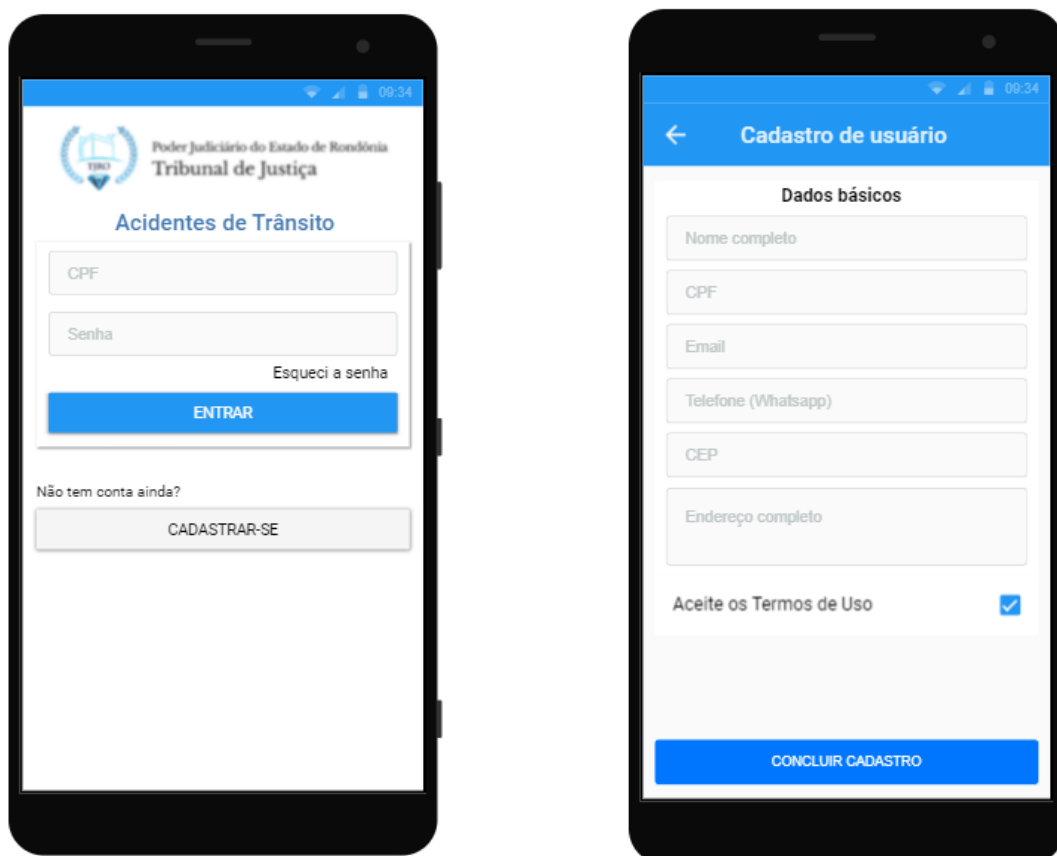 09:34
TJRO
Poder Judiciário do Estado de Rondônia
Tribunal de Justiça
Acidentes de Trânsito
CPF
Senha
Esqueci a senha
ENTRAR
Não tem conta ainda?
CADASTRAR-SE
09:34
Cadastro de usuário
Dados básicos
Nome completo
CPF
Email
Telefone (Whatsapp)
CEP
Endereço completo
Aceite os Termos de Uso
CONCLUIR CADASTRO